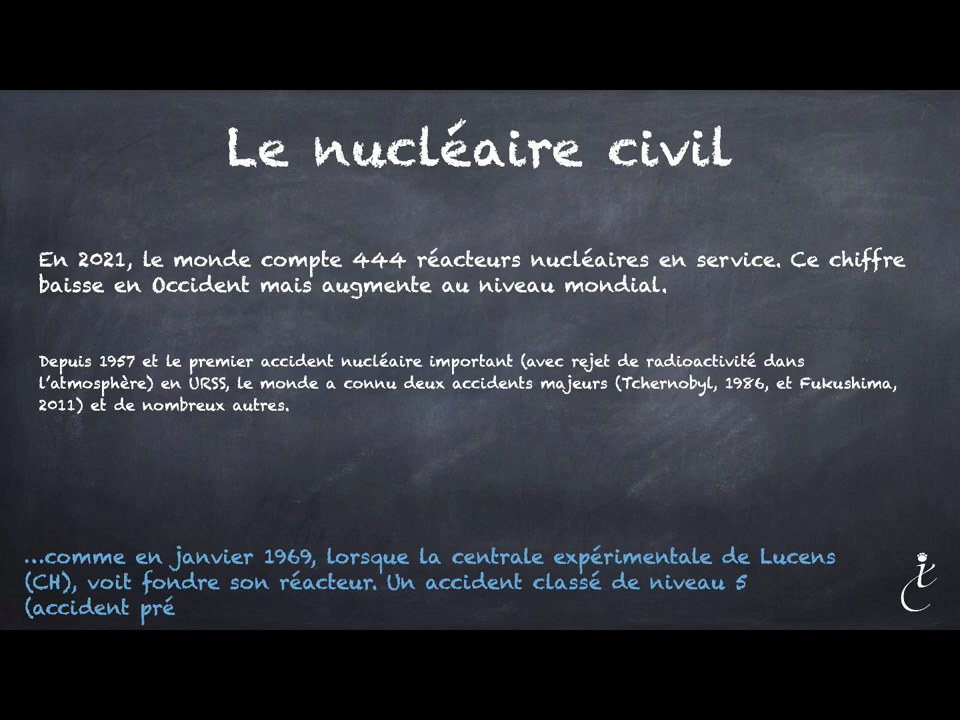 Le nucléaire civil
En 2021, le monde compte 444 réacteurs nucléaires en service. Ce chiffre
baisse en Occident mais augmente au niveau mondial.
Depuis 1957 et le premier accident nucléaire important (avec rejet de radioactivité dans
l'atmosphère) en URSS, le monde a connu deux accidents majeurs (Tchernobyl, 1986, et Fukushima,
2011) et de nombreux autres.
...comme en janvier 1969, lorsque la centrale expérimentale de Lucens
(CH), voit fondre son réacteur. Un accident classé de niveau 5
(accident pré